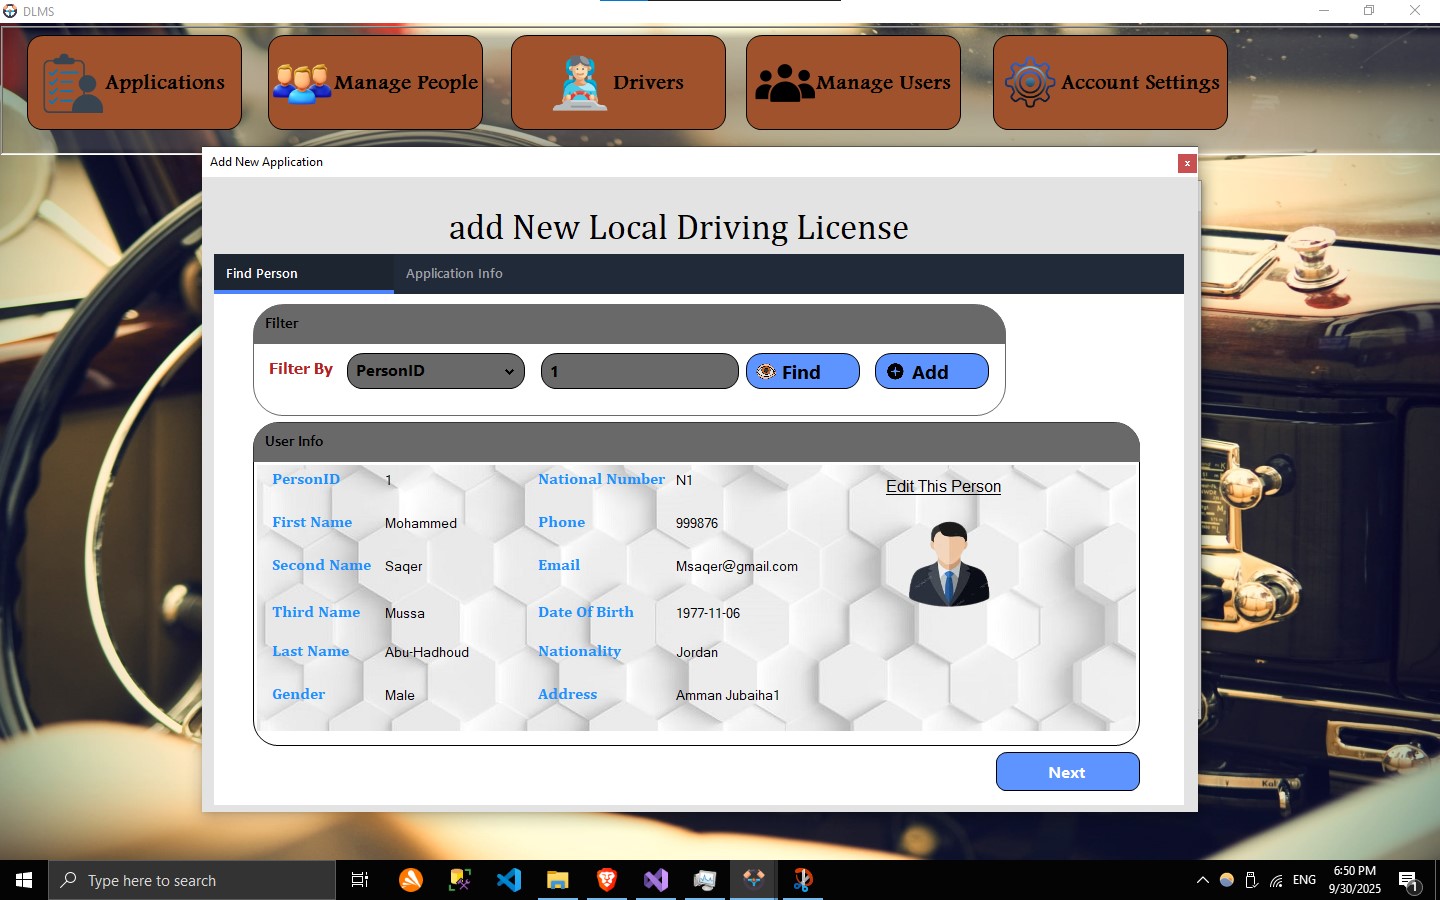 DLMS
Applications
Manage People
Drivers
Manage Users
Account Settings
Add New Application
x
add New Local Driving License
Find Person
Application Info
Filter
Filter By
PersonID
1
Find
Add
User Info
PersonID 1 National Number N1
Edit This Person
First Name Mohammed Phone 999876
Second Name Saqer Email Msaqer@gmail.com
Third Name Mussa Date Of Birth 1977-11-06
Last Name Abu-Hadhoud Nationality Jordan
Gender Male Address Amman Jubaiha1
Next
Type here to search
ENG
6:50 PM
9/30/2025
1